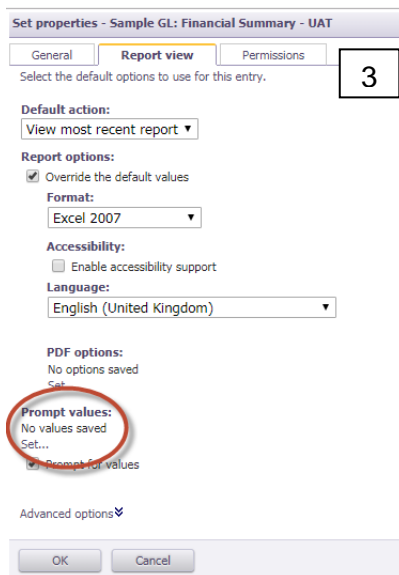 Set properties - Sample GL: Financial Summary - UAT
General Report view Permissions
3
Select the default options to use for this entry.
Default action:
View most recent report
Report options:
Override the default values
Format:
Excel 2007
Accessibility:
Enable accessibility support
Language:
English (United Kingdom)
PDF options:
No options saved
Set...
Prompt values:
No values saved
Set...
Prompt for values
Advanced options
OK Cancel